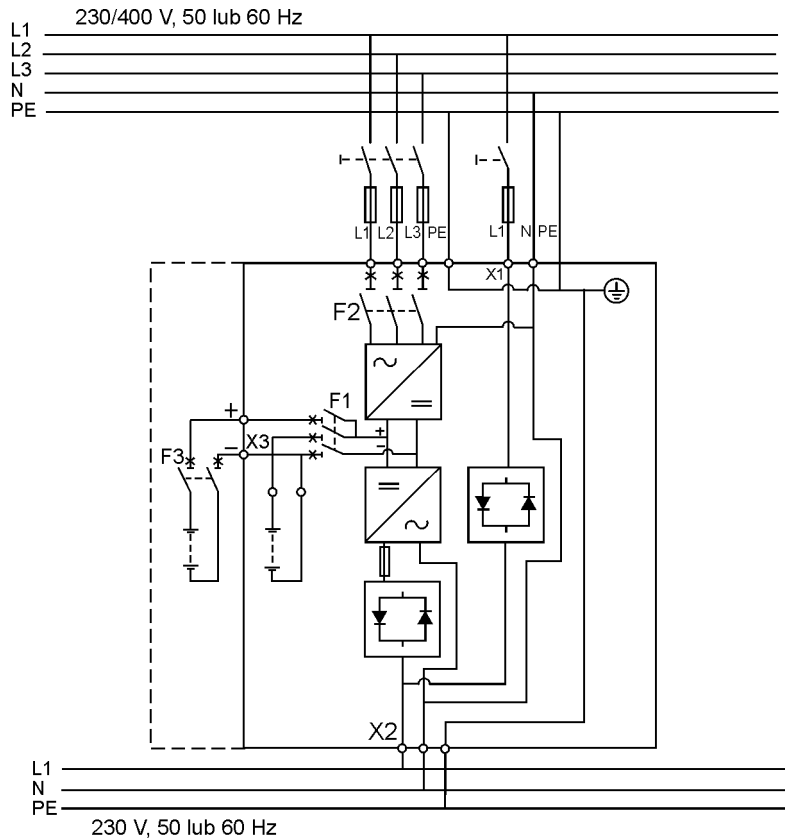 230/400 V, 50 lub 60 Hz
L1
L2
L3
N
PE
L1 L2 L3 PE L1 N PE
X1
F2
F1
+
+
F3
X3
−
−
X2
L1
N
PE
230 V, 50 lub 60 Hz